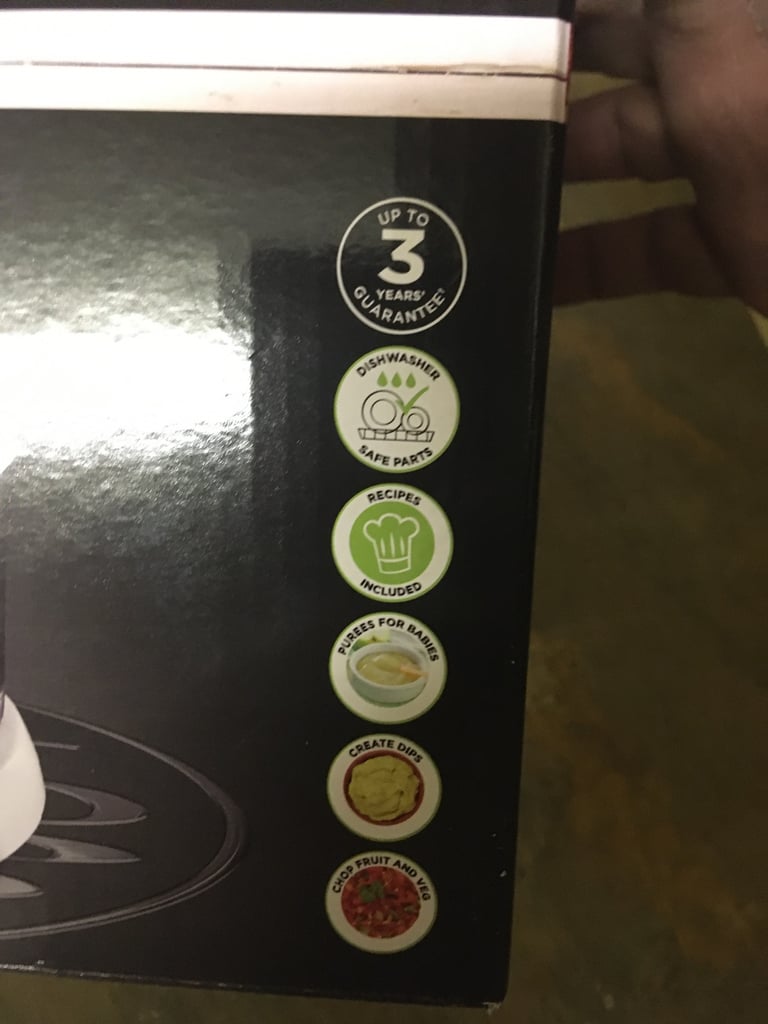 UP TO
3
YEARS'
GUARANTEE†
DISHWASHER
SAFE PARTS
RECIPES
INCLUDED
PUREES FOR BABIES
CREATE DIPS
CHOP FRUIT AND VEG